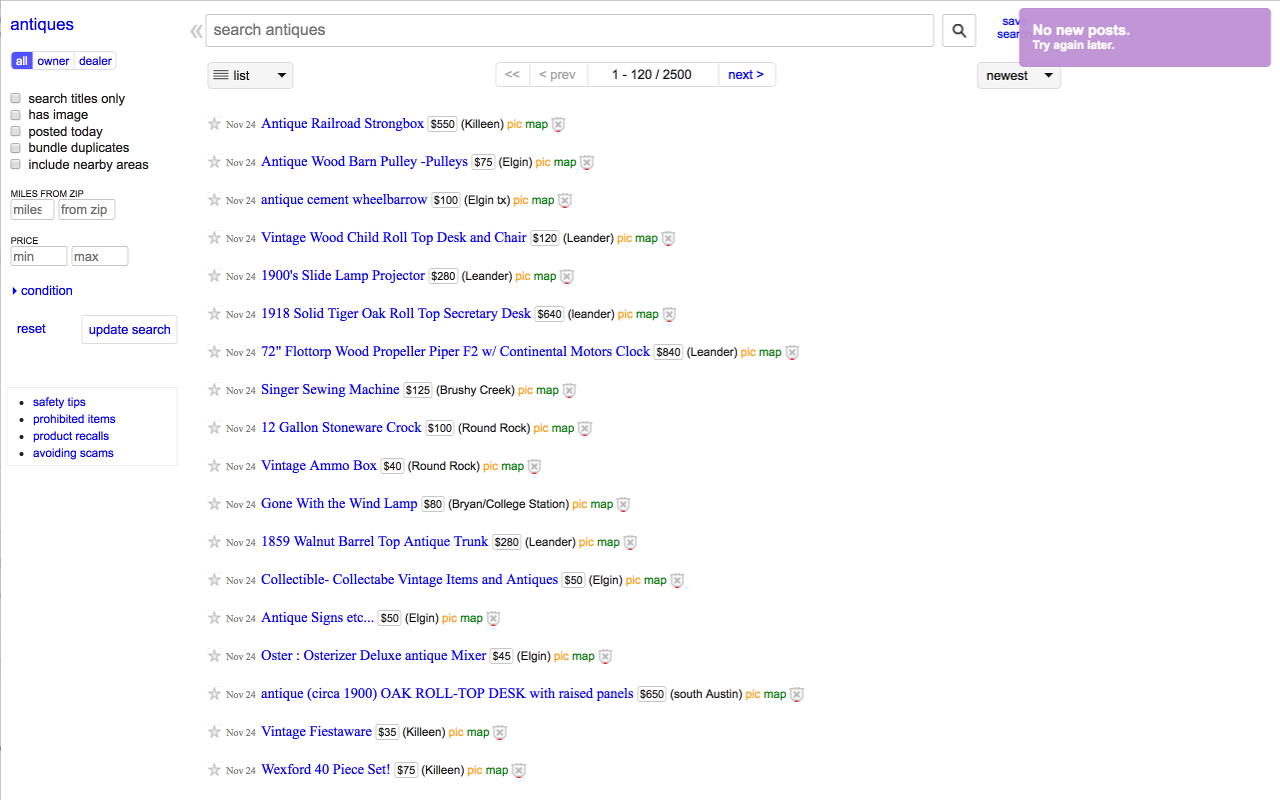 antiques
all owner dealer
search titles only
has image
posted today
bundle duplicates
include nearby areas
MILES FROM ZIP
miles from zip
PRICE
min max
condition
reset update search
safety tips
prohibited items
product recalls
avoiding scams
« search antiques
save
search
No new posts.
Try again later.
list << < prev 1 - 120 / 2500 next > newest
Nov 24 Antique Railroad Strongbox $550 (Killeen) pic map
Nov 24 Antique Wood Barn Pulley -Pulleys $75 (Elgin) pic map
Nov 24 antique cement wheelbarrow $100 (Elgin tx) pic map
Nov 24 Vintage Wood Child Roll Top Desk and Chair $120 (Leander) pic map
Nov 24 1900's Slide Lamp Projector $280 (Leander) pic map
Nov 24 1918 Solid Tiger Oak Roll Top Secretary Desk $640 (leander) pic map
Nov 24 72" Flottorp Wood Propeller Piper F2 w/ Continental Motors Clock $840 (Leander) pic map
Nov 24 Singer Sewing Machine $125 (Brushy Creek) pic map
Nov 24 12 Gallon Stoneware Crock $100 (Round Rock) pic map
Nov 24 Vintage Ammo Box $40 (Round Rock) pic map
Nov 24 Gone With the Wind Lamp $80 (Bryan/College Station) pic map
Nov 24 1859 Walnut Barrel Top Antique Trunk $280 (Leander) pic map
Nov 24 Collectible- Collectabe Vintage Items and Antiques $50 (Elgin) pic map
Nov 24 Antique Signs etc... $50 (Elgin) pic map
Nov 24 Oster : Osterizer Deluxe antique Mixer $45 (Elgin) pic map
Nov 24 antique (circa 1900) OAK ROLL-TOP DESK with raised panels $650 (south Austin) pic map
Nov 24 Vintage Fiestaware $35 (Killeen) pic map
Nov 24 Wexford 40 Piece Set! $75 (Killeen) pic map